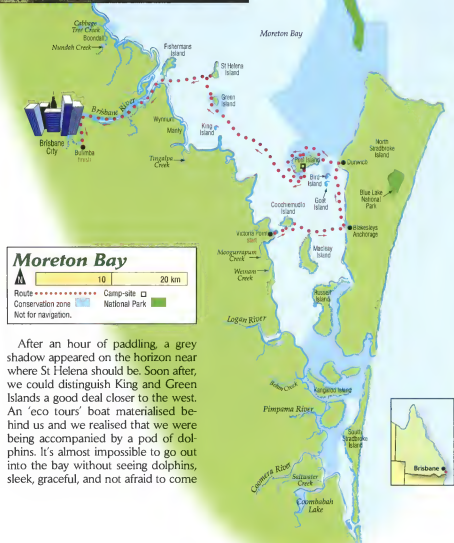 Moreton Bay
Cabbage
Tree Creek
Boondall
Nundah Creek
Fishermans
Island
St Helena
Island
Green
Island
Brisbane River
Brisbane
City
Bulimba
finish
Wynnum
Manly
King
Island
Tingalpa
Creek
Peel Island
Dunwich
North
Stradbroke
Island
Bird
Island
Goat
Island
Blue Lake
National
Park
Coochiemudlo
Island
Victoria Point
start
Blakesleys
Anchorage
Macleay
Island
Moogurrapum
Creek
Weinam
Creek
Russell
Island
Logan River
Kangaroo Island
Pimpama River
South
Stradbroke
Island
Coomera River
Saltwater
Creek
Coombabah
Lake
Brisbane
Moreton Bay
N
10 20 km
Route Camp-site
Conservation zone National Park
Not for navigation.
After an hour of paddling, a grey
shadow appeared on the horizon near
where St Helena should be. Soon after,
we could distinguish King and Green
Islands a good deal closer to the west.
An 'eco tours' boat materialised be-
hind us and we realised that we were
being accompanied by a pod of dol-
phins. It's almost impossible to go out
into the bay without seeing dolphins,
sleek, graceful, and not afraid to come